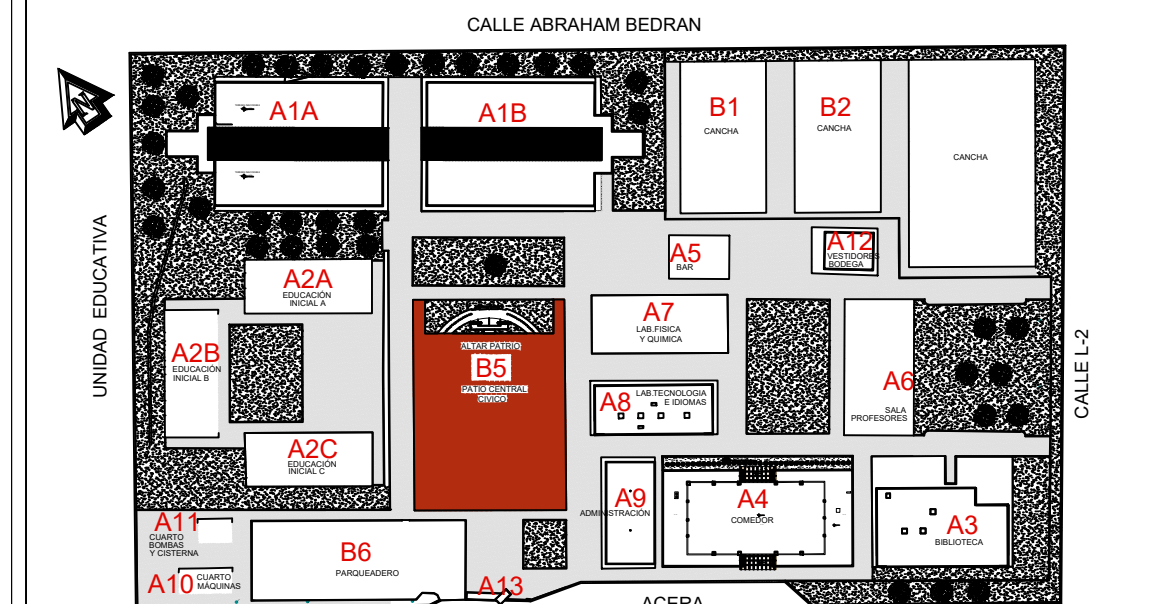 CALLE ABRAHAM BEDRAN
N
A1A
A1B
B1
CANCHA
B2
CANCHA
CANCHA
UNIDAD EDUCATIVA
A2A
EDUCACIÓN
INICIAL A
A5
BAR
A12
VESTIDORES
BODEGA
A7
LAB.FISICA
Y QUIMICA
A2B
EDUCACIÓN
INICIAL B
ALTAR PATRIO
B5
PATIO CENTRAL
CIVICO
A8
LAB.TECNOLOGIA
E IDIOMAS
A6
SALA
PROFESORES
CALLE L-2
A2C
EDUCACIÓN
INICIAL C
A9
ADMINISTRACIÓN
A4
COMEDOR
A3
BIBLIOTECA
A11
CUARTO
BOMBAS
Y CISTERNA
B6
PARQUEADERO
A10
CUARTO
MÁQUINAS
A13
ACERA